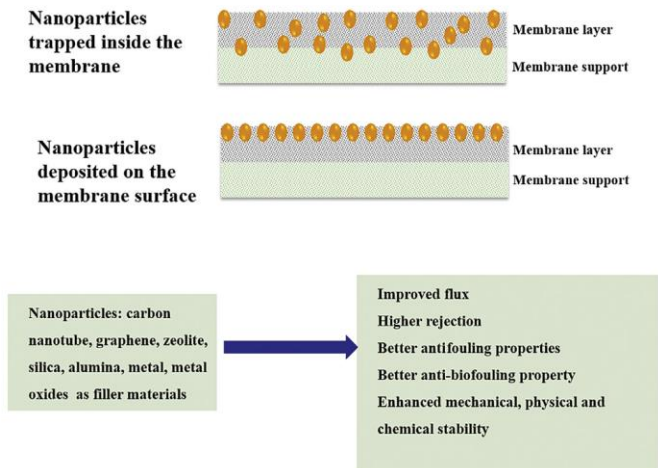 Nanoparticles
trapped inside the
membrane
Membrane layer
Membrane support
Nanoparticles
deposited on the
membrane surface
Membrane layer
Membrane support
Nanoparticles: carbon
nanotube, graphene, zeolite,
silica, alumina, metal, metal
oxides as filler materials
Improved flux
Higher rejection
Better antifouling properties
Better anti-biofouling property
Enhanced mechanical, physical and
chemical stability